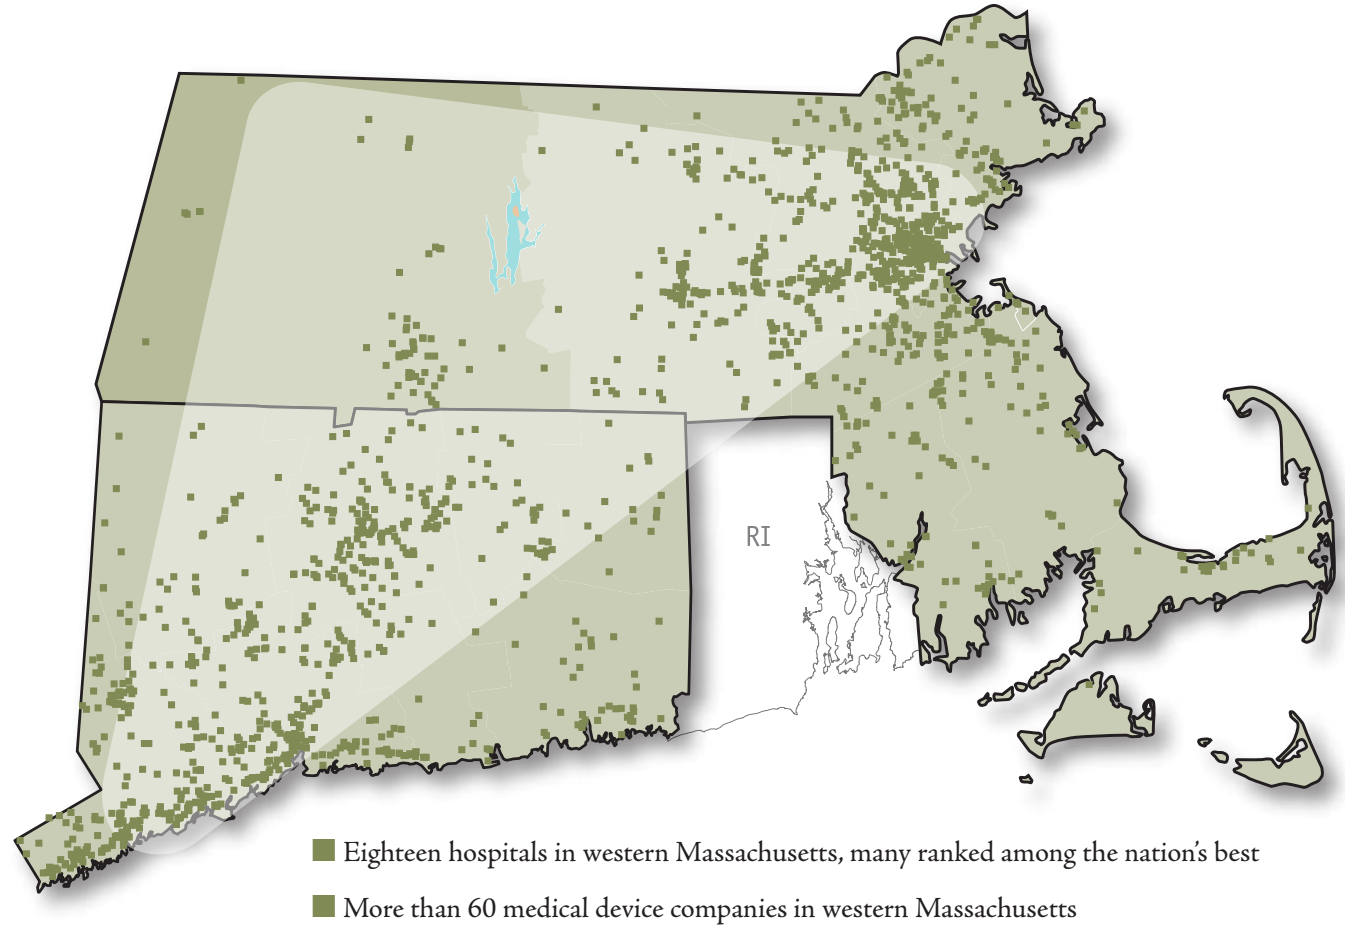 RI
Eighteen hospitals in western Massachusetts, many ranked among the nation’s best
More than 60 medical device companies in western Massachusetts